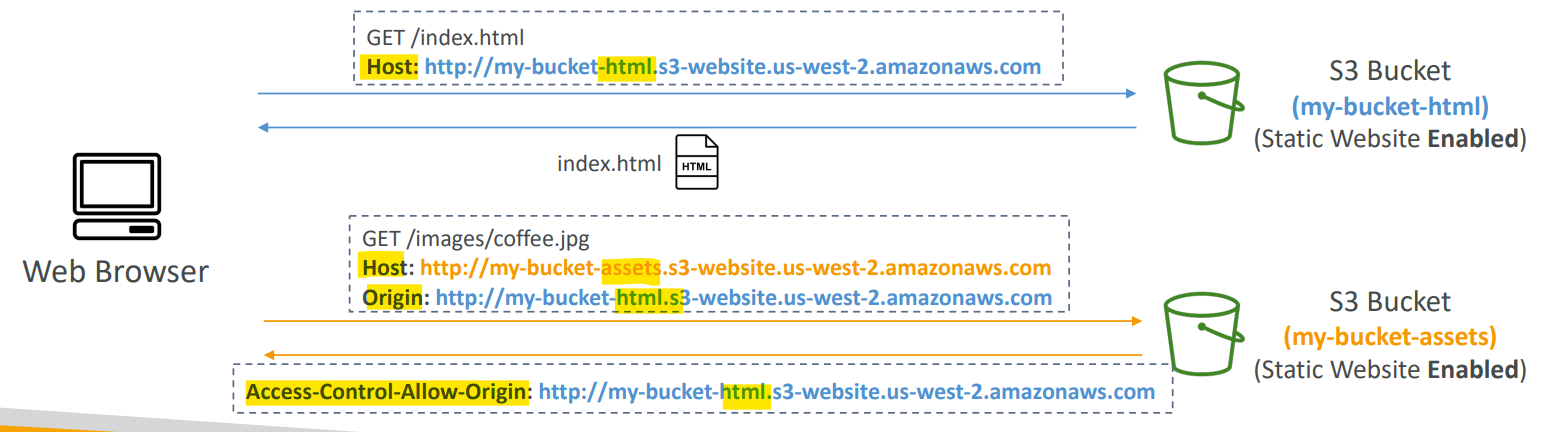 GET /index.html
Host: http://my-bucket-html.s3-website.us-west-2.amazonaws.com
S3 Bucket
(my-bucket-html)
(Static Website Enabled)
index.html
HTML
Web Browser
GET /images/coffee.jpg
Host: http://my-bucket-assets.s3-website.us-west-2.amazonaws.com
Origin: http://my-bucket-html.s3-website.us-west-2.amazonaws.com
S3 Bucket
(my-bucket-assets)
(Static Website Enabled)
Access-Control-Allow-Origin: http://my-bucket-html.s3-website.us-west-2.amazonaws.com